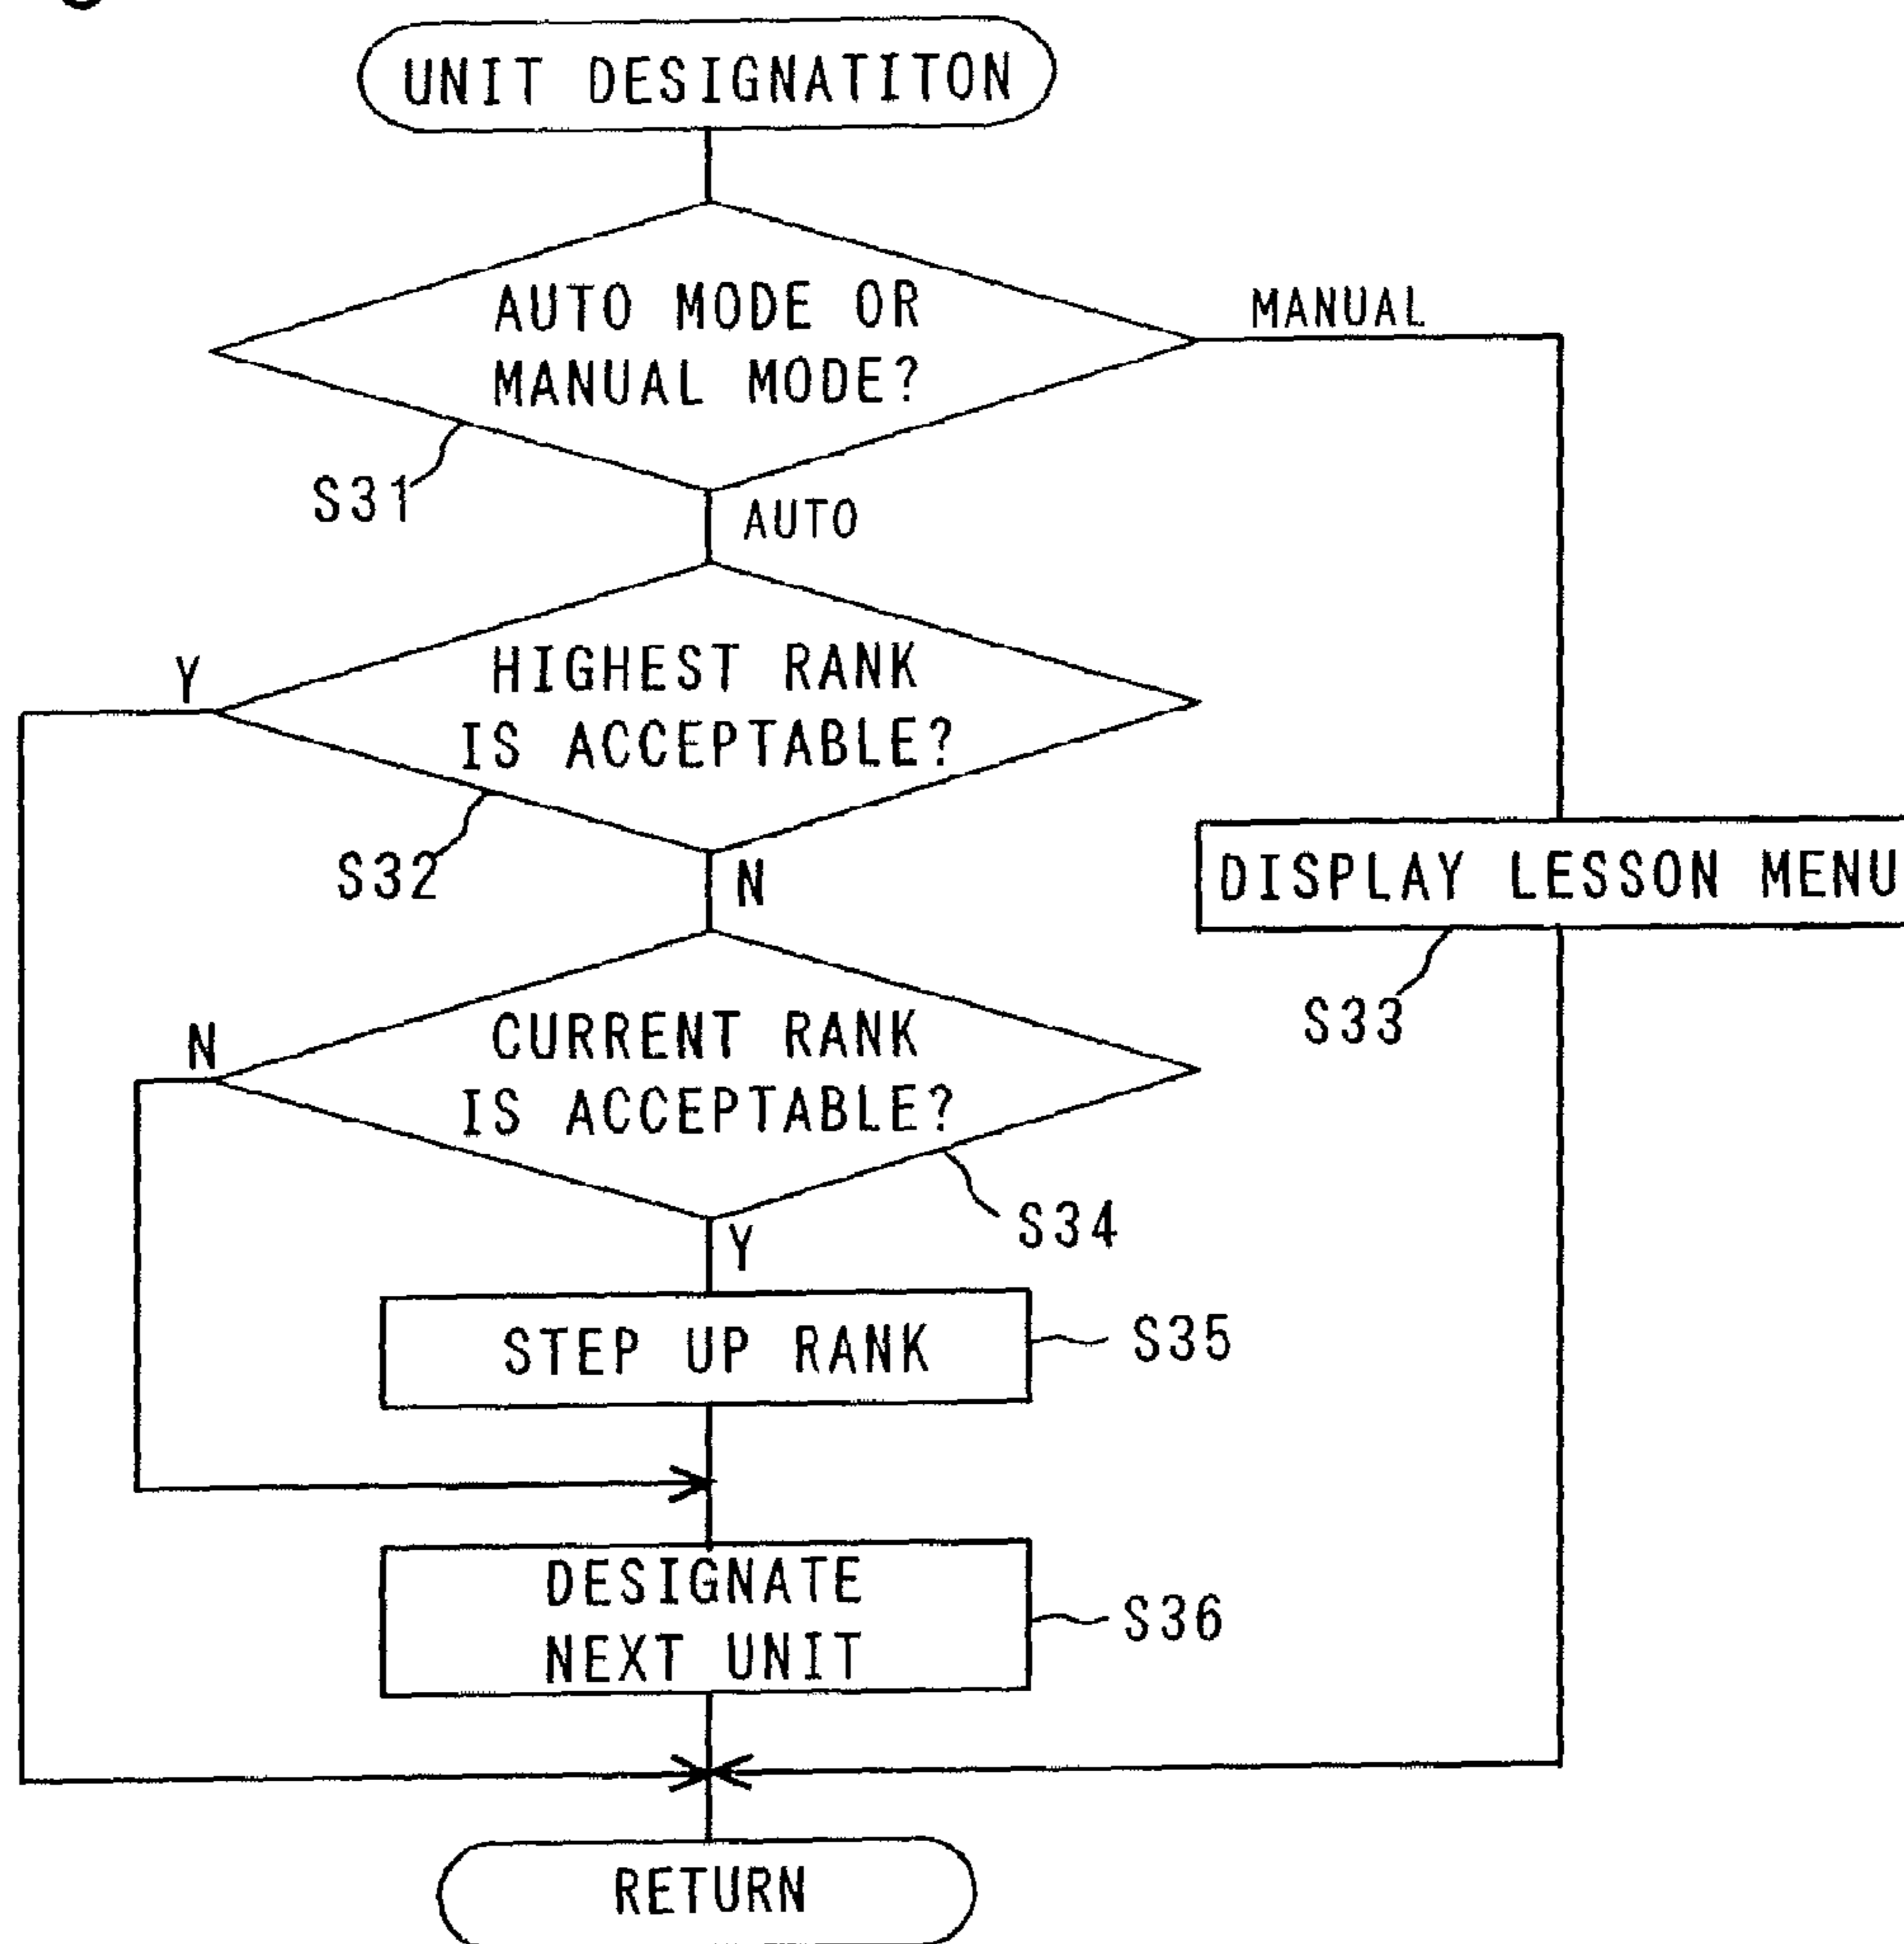 UNIT DESIGNATITON
AUTO MODE OR
MANUAL MODE?
MANUAL
S31
AUTO
HIGHEST RANK
IS ACCEPTABLE?
Y
S32
N
DISPLAY LESSON MENU
S33
CURRENT RANK
IS ACCEPTABLE?
N
S34
Y
STEP UP RANK
S35
DESIGNATE
NEXT UNIT
S36
RETURN